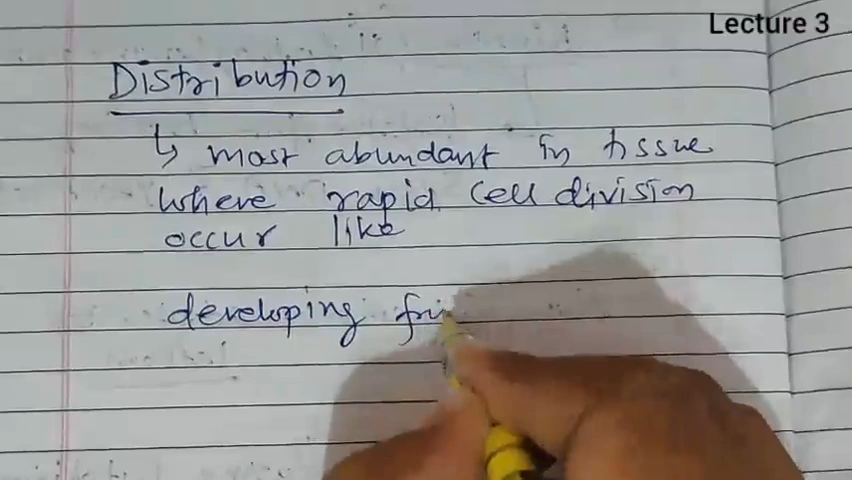 Lecture 3
Distribution
↳ most abundant in tissue
where rapid cell division
occur like
developing